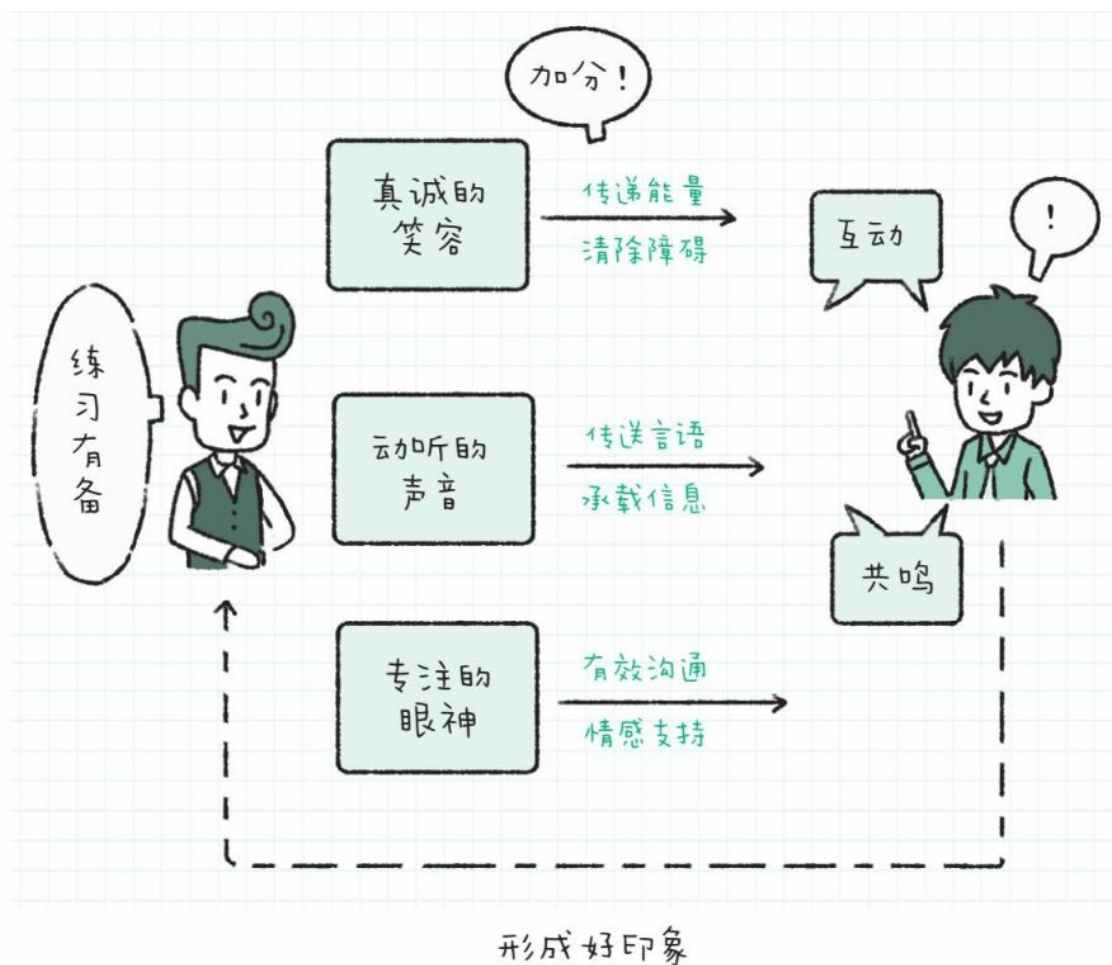 加分！
真诚的
笑容
传递能量
清除障碍
互动
！
练习有备
动听的
声音
传送言语
承载信息
共鸣
专注的
眼神
有效沟通
情感支持
形成好印象